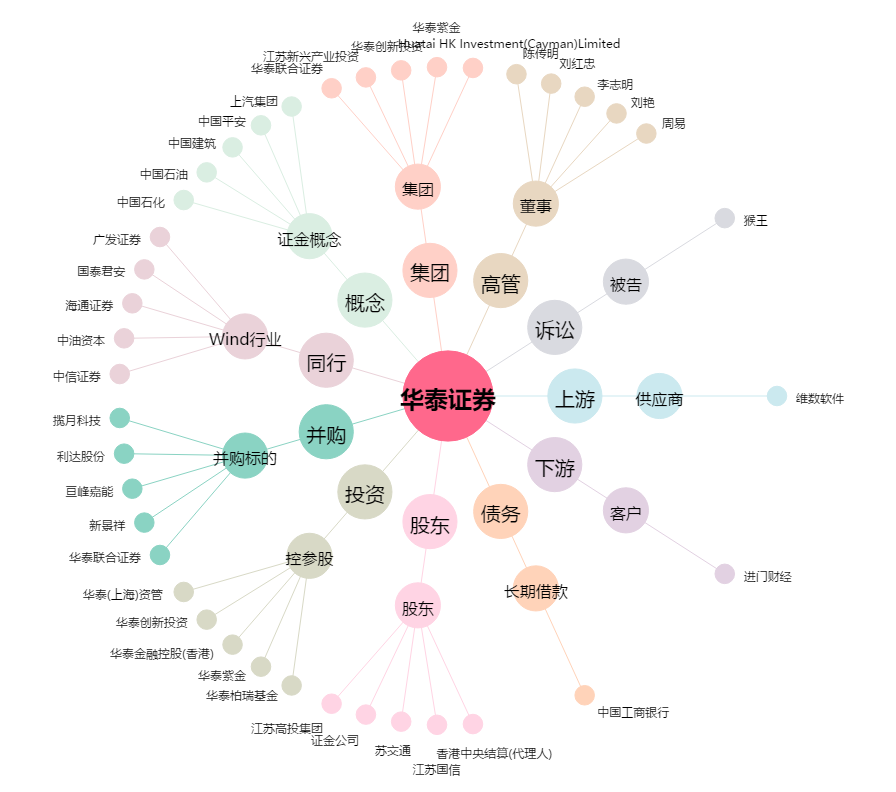 华泰紫金
Huatai HK Investment(Cayman)Limited
华泰创新投资
江苏新兴产业投资
华泰联合证券
陈传明
刘红忠
李志明
刘艳
周易
上汽集团
中国平安
中国建筑
中国石油
中国石化
集团
董事
猴王
证金概念
广发证券
国泰君安
海通证券
中油资本
中信证券
集团
高管
被告
概念
诉讼
Wind行业
同行
华泰证券
上游
供应商
维数软件
揽月科技
利达股份
亘峰嘉能
新景祥
华泰联合证券
并购标的
并购
下游
客户
进门财经
投资
股东
债务
控参股
长期借款
华泰(上海)资管
华泰创新投资
华泰金融控股(香港)
华泰紫金
华泰柏瑞基金
股东
江苏高投集团
证金公司
苏交通
江苏国信
香港中央结算(代理人)
中国工商银行